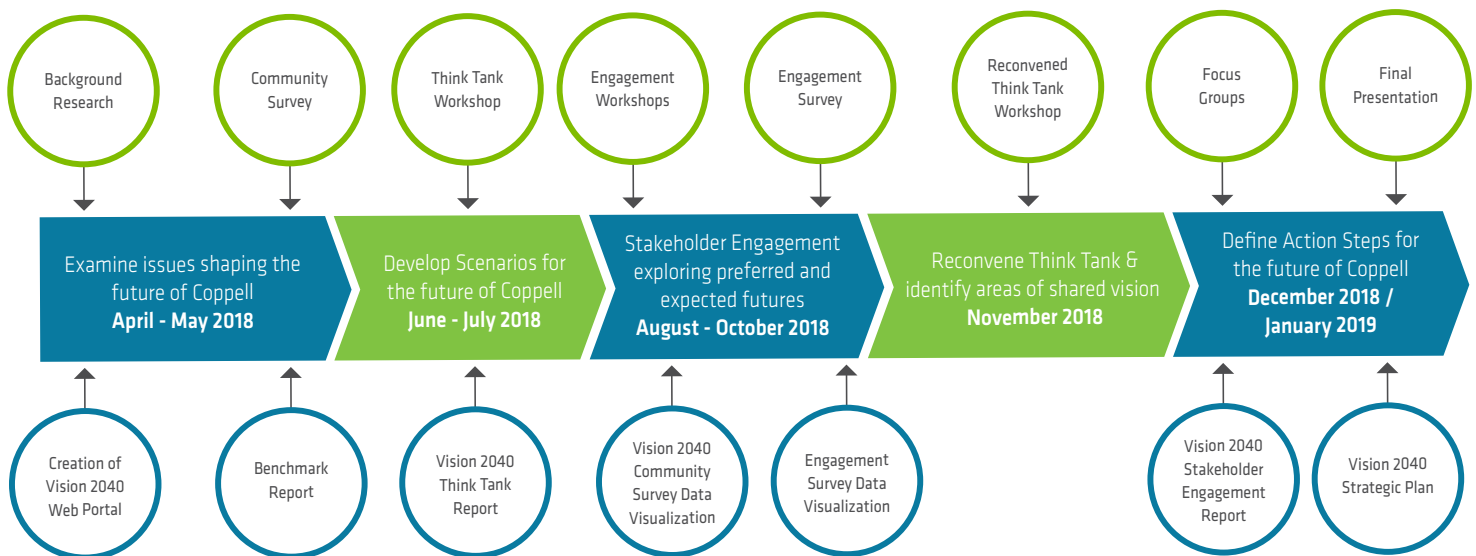 Background
Research
Community
Survey
Think Tank
Workshop
Engagement
Workshops
Engagement
Survey
Reconvened
Think Tank
Workshop
Focus
Groups
Final
Presentation
Examine issues shaping the
future of Coppell
April - May 2018
Develop Scenarios for
the future of Coppell
June - July 2018
Stakeholder Engagement
exploring preferred and
expected futures
August - October 2018
Reconvene Think Tank &
identify areas of shared vision
November 2018
Define Action Steps for
the future of Coppell
December 2018 /
January 2019
Creation of
Vision 2040
Web Portal
Benchmark
Report
Vision 2040
Think Tank
Report
Vision 2040
Community
Survey Data
Visualization
Engagement
Survey Data
Visualization
Vision 2040
Stakeholder
Engagement
Report
Vision 2040
Strategic Plan